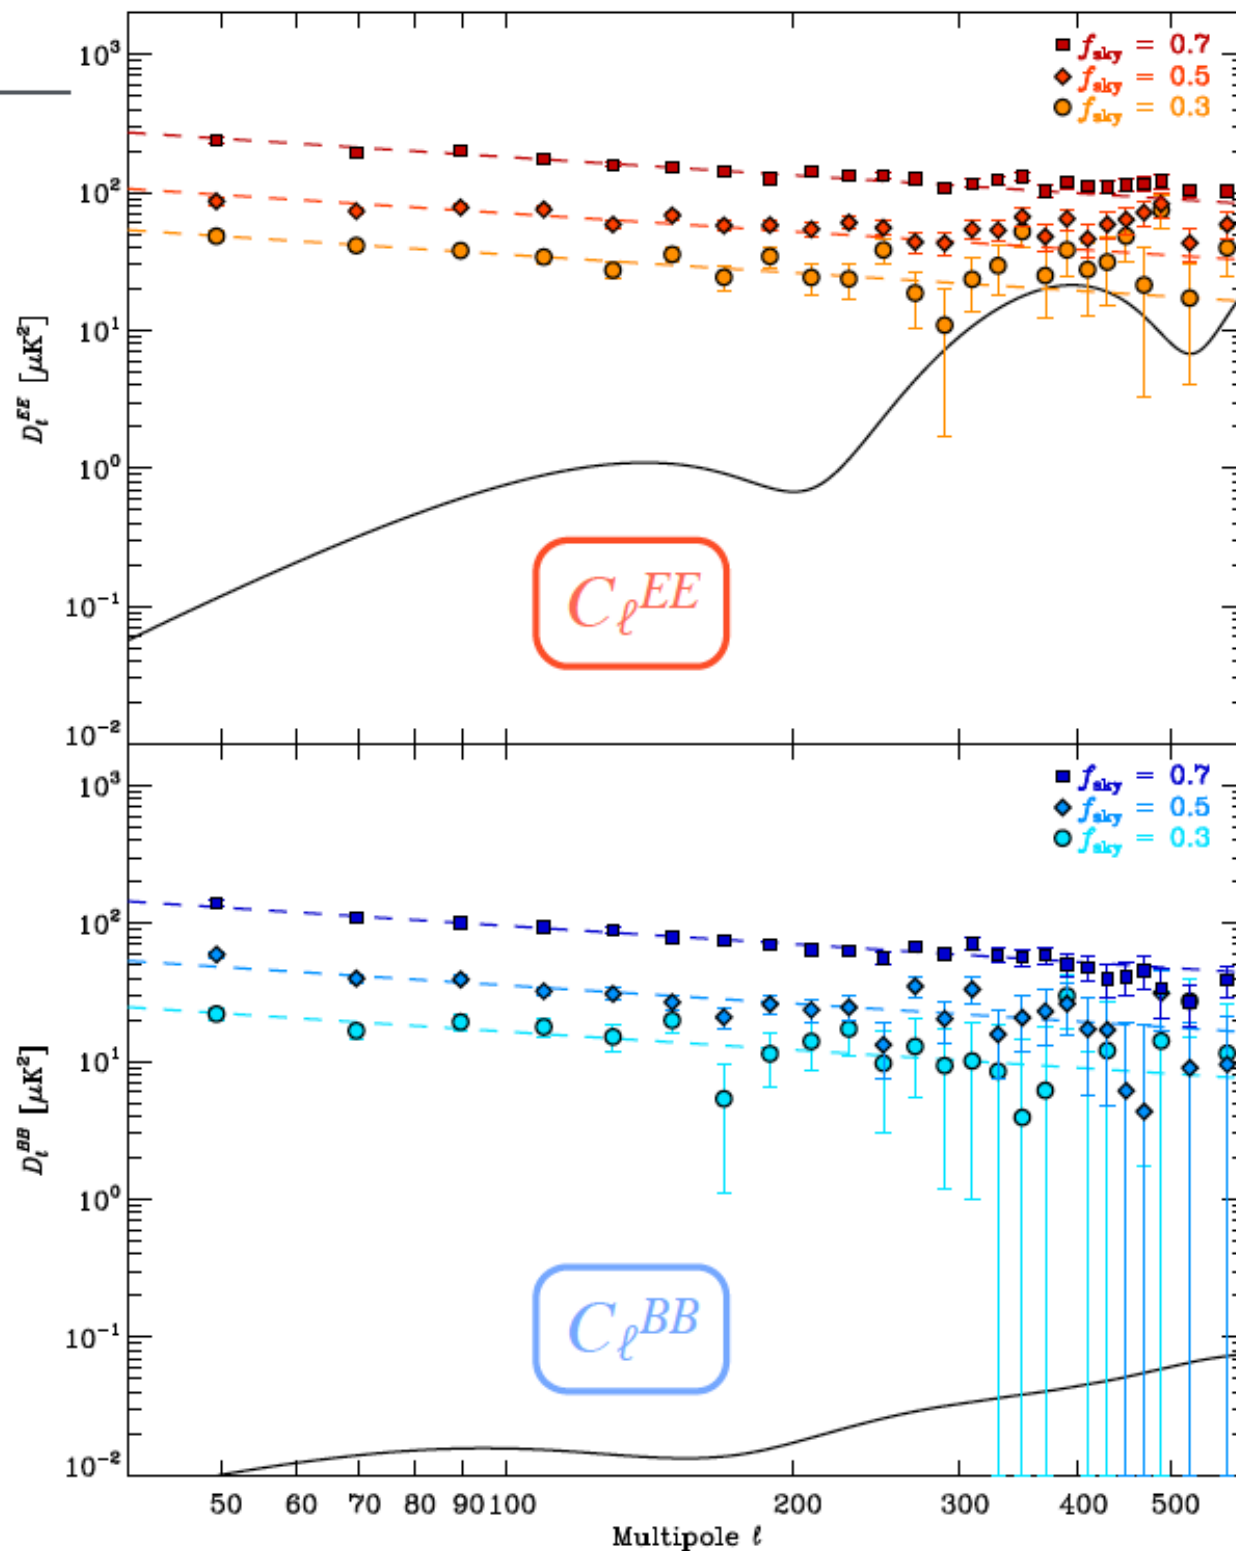 10³
10²
10¹
10⁰
10⁻¹
10⁻²
D_ℓ^EE [μK²]
f_sky = 0.7
f_sky = 0.5
f_sky = 0.3
C_ℓ^EE
10³
10²
10¹
10⁰
10⁻¹
10⁻²
D_ℓ^BB [μK²]
f_sky = 0.7
f_sky = 0.5
f_sky = 0.3
C_ℓ^BB
50 60 70 80 90 100 200 300 400 500
Multipole ℓ